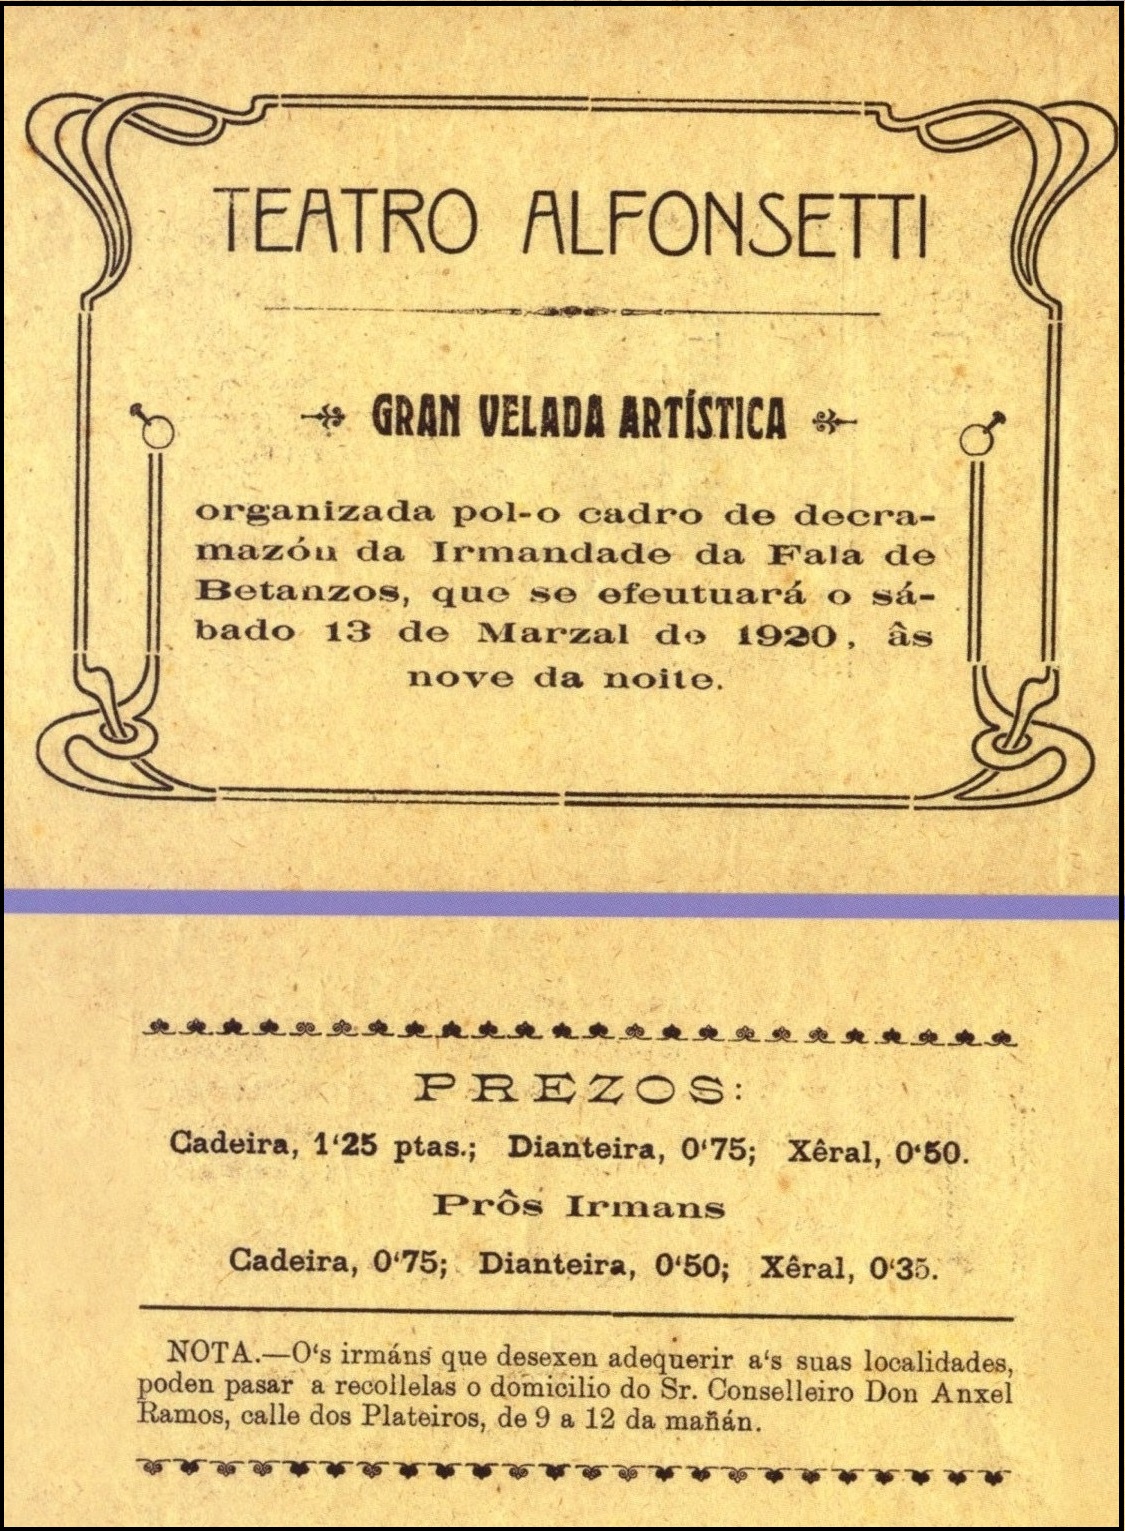 TEATRO ALFONSETTI
GRAN VELADA ARTÍSTICA
organizada pol-o cadro de decra-
mazón da Irmandade da Fala de
Betanzos, que se efeutuará o sá-
bado 13 de Marzal de 1920, âs
nove da noite.
PREZOS:
Cadeira, 1‘25 ptas.; Dianteira, 0‘75; Xêral, 0‘50.
Prôs Irmans
Cadeira, 0‘75; Dianteira, 0‘50; Xêral, 0‘35.
NOTA.—O‘s irmáns que desexen adequerir a‘s suas localidades,
poden pasar a recollelas o domicilio do Sr. Conselleiro Don Anxel
Ramos, calle dos Plateiros, de 9 a 12 da mañán.